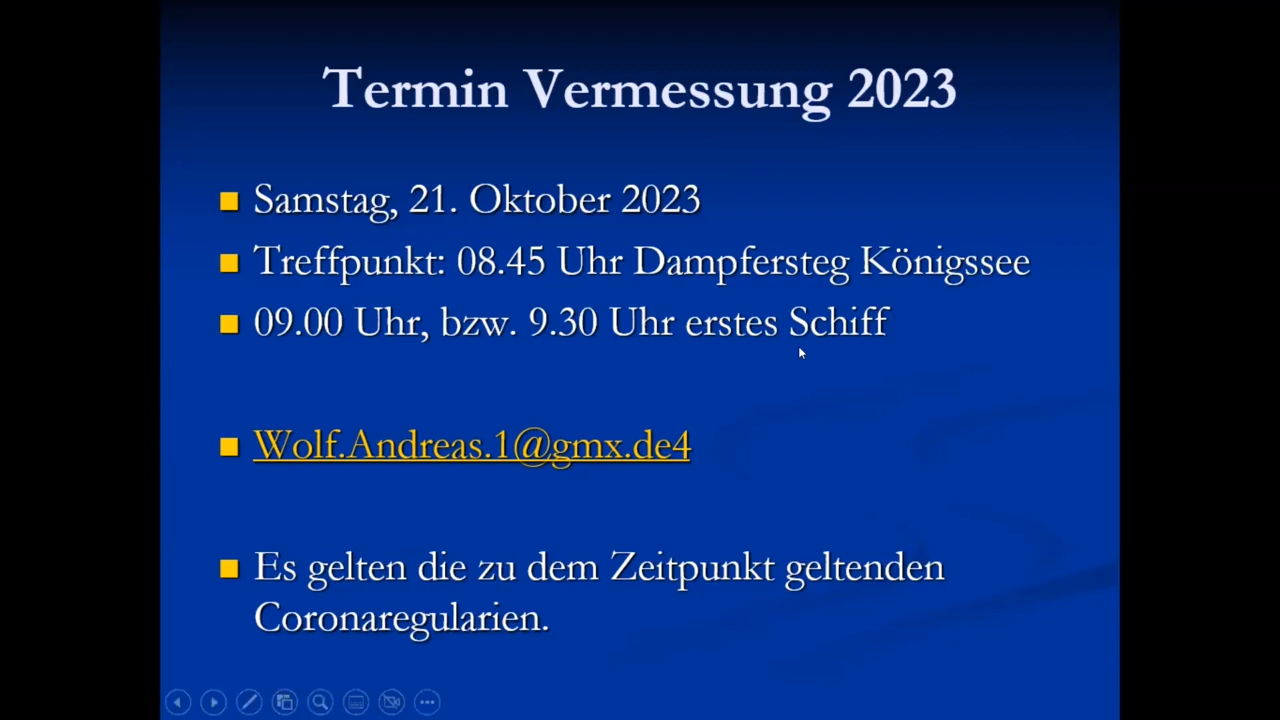 Termin Vermessung 2023
Samstag, 21. Oktober 2023
Treffpunkt: 08.45 Uhr Dampfersteg Königssee
09.00 Uhr, bzw. 9.30 Uhr erstes Schiff
Wolf.Andreas.1@gmx.de4
Es gelten die zu dem Zeitpunkt geltenden
Coronaregularien.